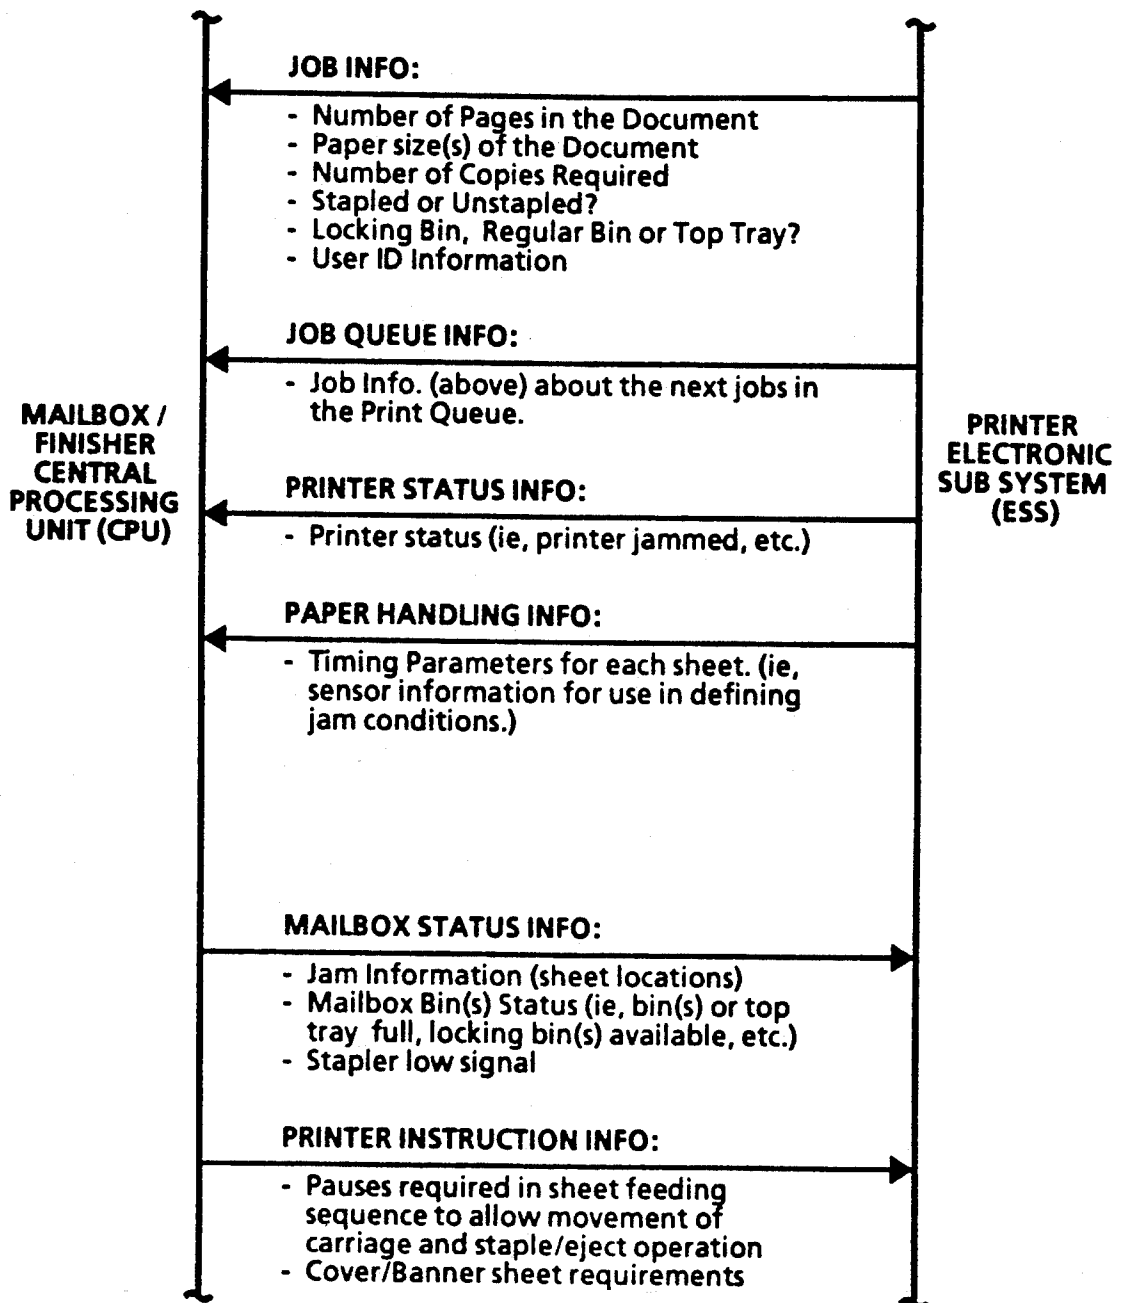 JOB INFO:
- Number of Pages in the Document
- Paper size(s) of the Document
- Number of Copies Required
- Stapled or Unstapled?
- Locking Bin, Regular Bin or Top Tray?
- User ID Information
JOB QUEUE INFO:
- Job Info. (above) about the next jobs in
the Print Queue.
MAILBOX /
FINISHER
CENTRAL
PROCESSING
UNIT (CPU)
PRINTER
ELECTRONIC
SUB SYSTEM
(ESS)
PRINTER STATUS INFO:
- Printer status (ie, printer jammed, etc.)
PAPER HANDLING INFO:
- Timing Parameters for each sheet. (ie,
sensor information for use in defining
jam conditions.)
MAILBOX STATUS INFO:
- Jam Information (sheet locations)
- Mailbox Bin(s) Status (ie, bin(s) or top
tray full, locking bin(s) available, etc.)
- Stapler low signal
PRINTER INSTRUCTION INFO:
- Pauses required in sheet feeding
sequence to allow movement of
carriage and staple/eject operation
- Cover/Banner sheet requirements